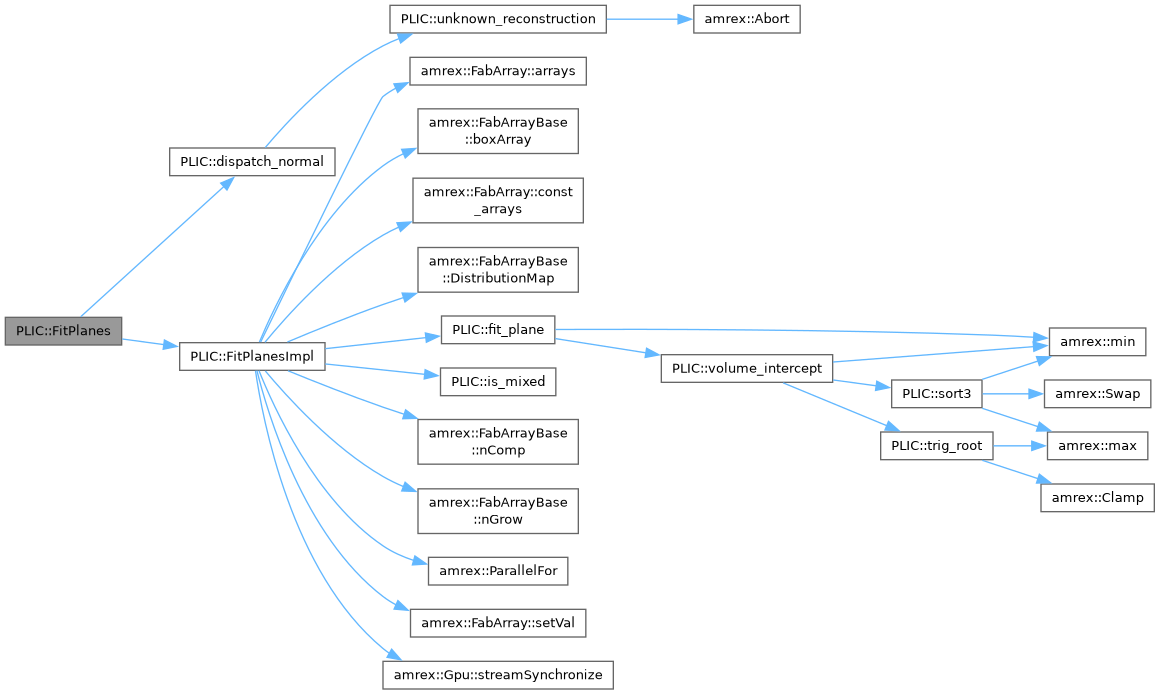 PLIC::unknown_reconstruction
amrex::Abort
amrex::FabArray::arrays
amrex::FabArrayBase
::boxArray
PLIC::dispatch_normal
amrex::FabArray::const
_arrays
amrex::FabArrayBase
::DistributionMap
PLIC::FitPlanes
PLIC::fit_plane
amrex::min
PLIC::FitPlanesImpl
PLIC::volume_intercept
PLIC::is_mixed
PLIC::sort3
amrex::Swap
amrex::FabArrayBase
::nComp
PLIC::trig_root
amrex::max
amrex::Clamp
amrex::FabArrayBase
::nGrow
amrex::ParallelFor
amrex::FabArray::setVal
amrex::Gpu::streamSynchronize